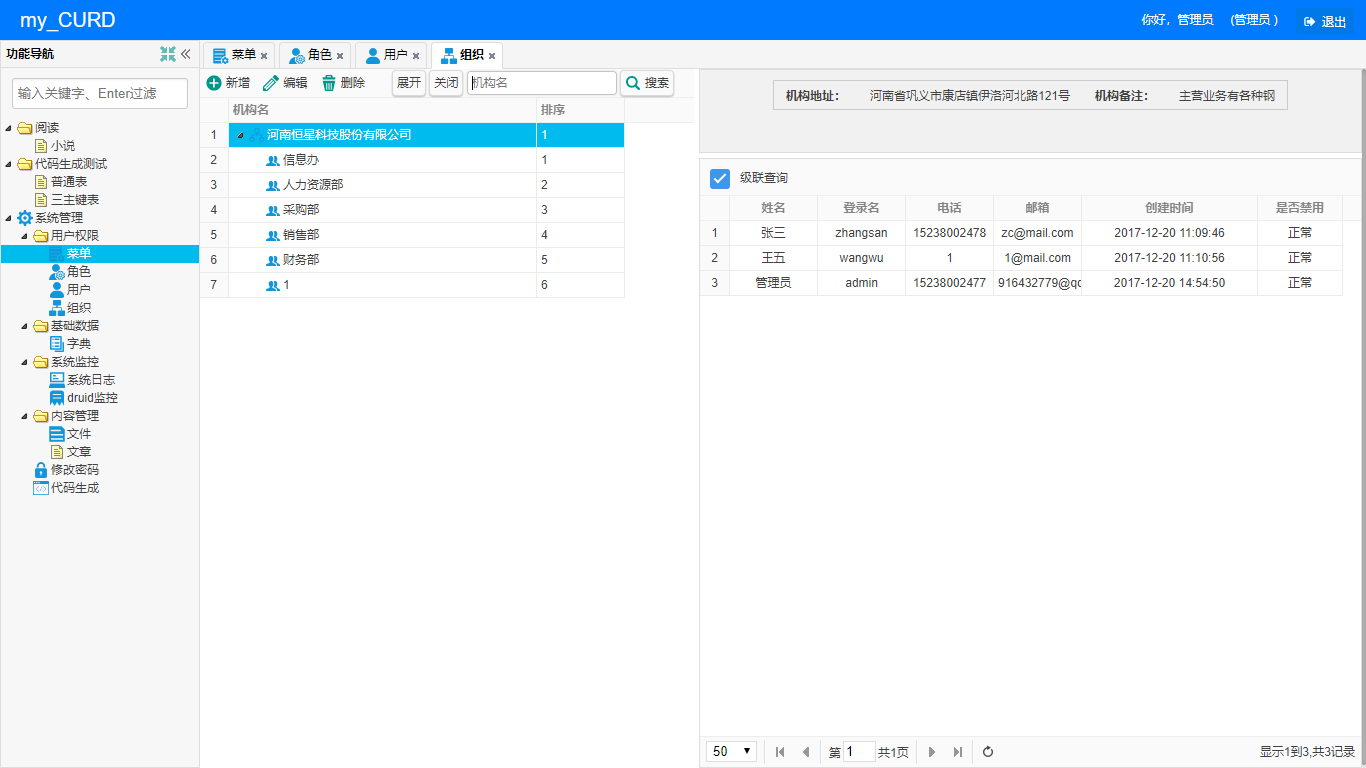 my_CURD
你好，管理员 (管理员 ) 退出
功能导航
输入关键字、Enter过滤
阅读
小说
代码生成测试
普通表
三主键表
系统管理
用户权限
菜单
角色
用户
组织
基础数据
字典
系统监控
系统日志
druid监控
内容管理
文件
文章
修改密码
代码生成
菜单 角色 用户 组织
新增 编辑 删除 展开 关闭 机构名 搜索
机构名 排序
1 河南恒星科技股份有限公司 1
2 信息办 1
3 人力资源部 2
4 采购部 3
5 销售部 4
6 财务部 5
7 1 6
机构地址： 河南省巩义市康店镇伊洛河北路121号 机构备注： 主营业务有各种钢
级联查询
姓名 登录名 电话 邮箱 创建时间 是否禁用
1 张三 zhangsan 15238002478 zc@mail.com 2017-12-20 11:09:46 正常
2 王五 wangwu 1 1@mail.com 2017-12-20 11:10:56 正常
3 管理员 admin 15238002477 916432779@qq 2017-12-20 14:54:50 正常
50 第 1 共1页 显示1到3,共3记录